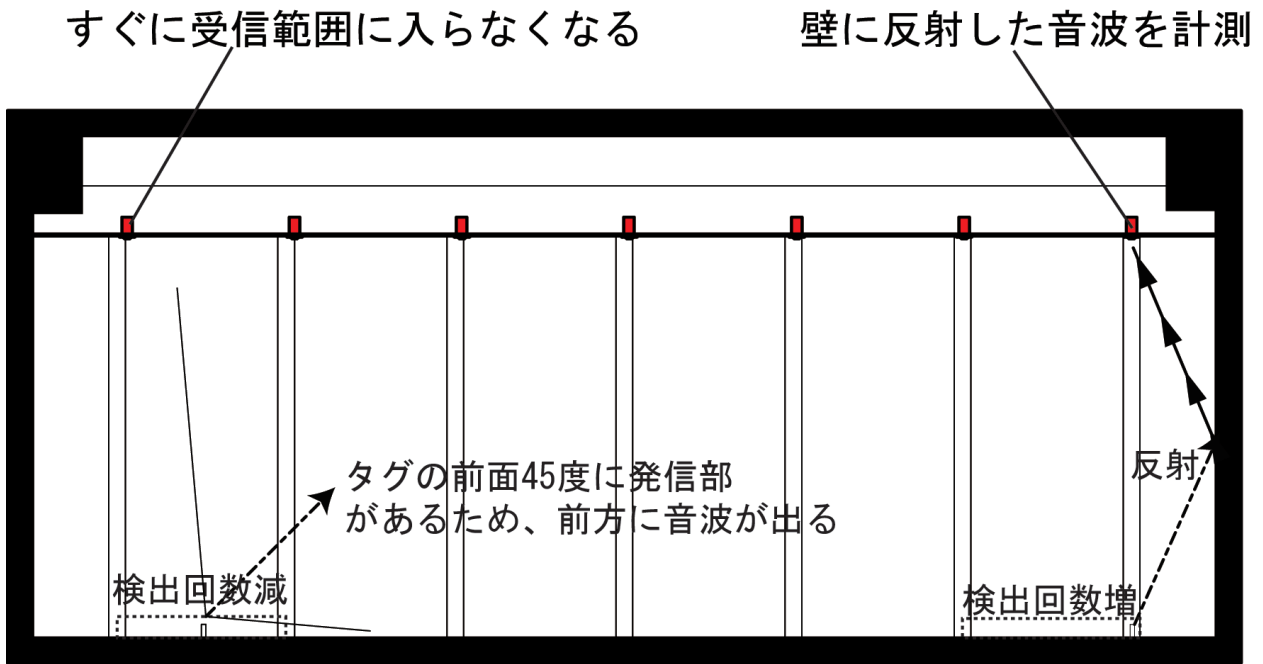 すぐに受信範囲に入らなくなる
壁に反射した音波を計測
反射
タグの前面45度に発信部
があるため、前方に音波が出る
検出回数減
検出回数増